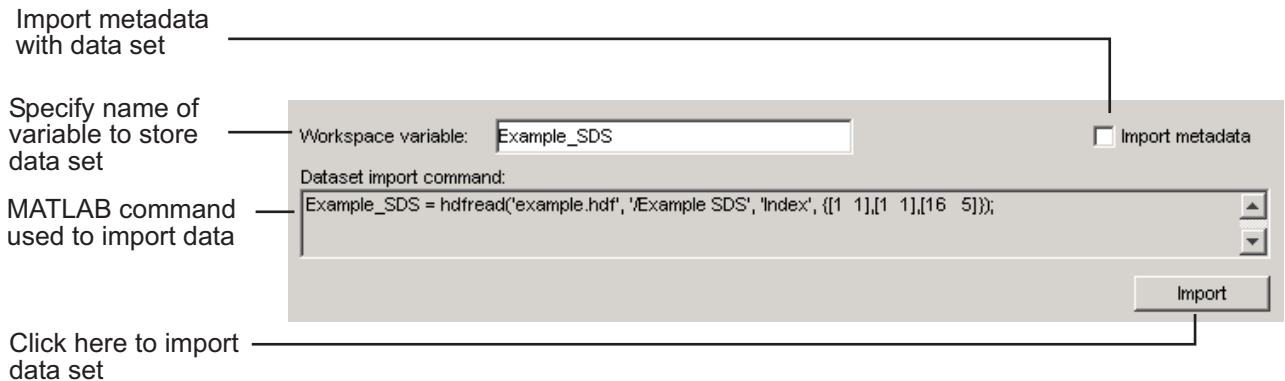 Import metadata
with data set
Specify name of
variable to store
data set
Workspace variable: Example_SDS Import metadata
Dataset import command:
MATLAB command
used to import data
Example_SDS = hdfread('example.hdf', '/Example SDS', 'Index', {[1  1],[1  1],[16   5]});
Import
Click here to import
data set